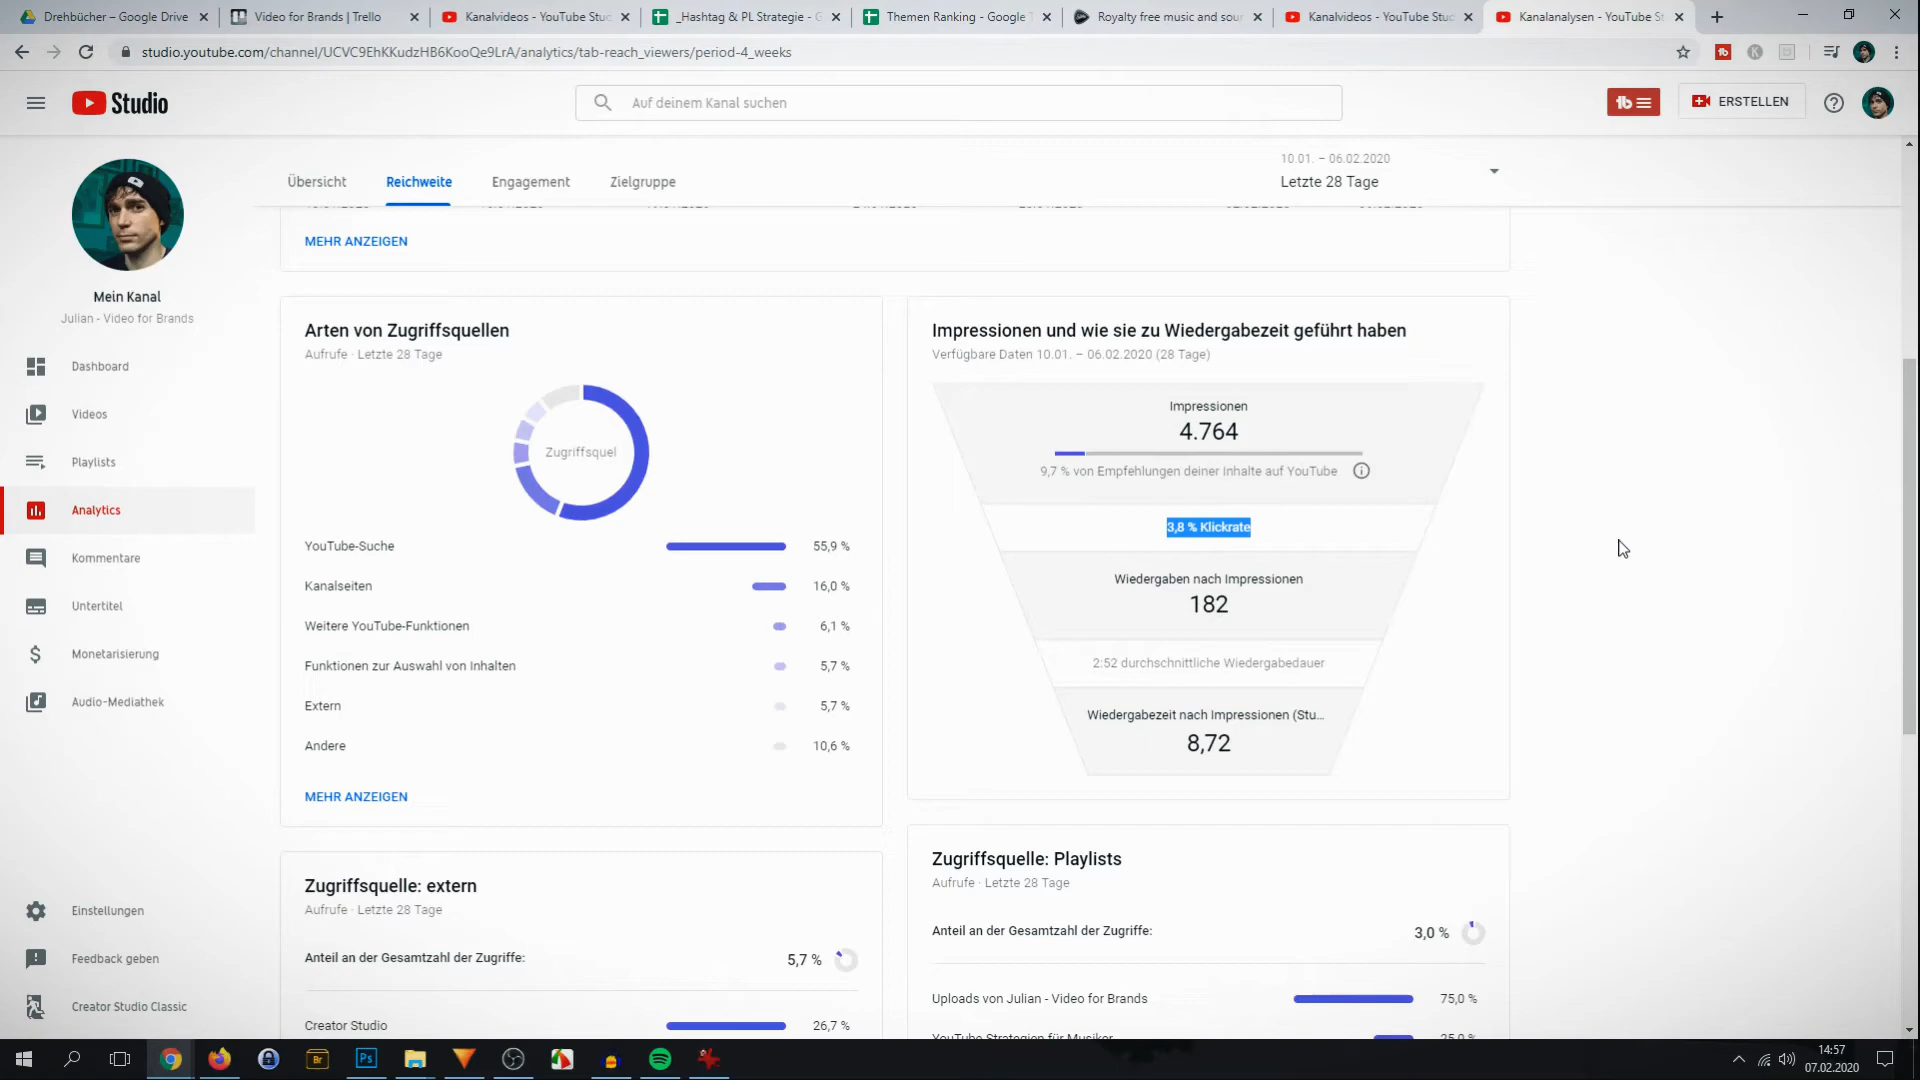 Drehbücher – Google Drive
Video for Brands | Trello
Kanalvideos - YouTube Stud
_Hashtag & PL Strategie - G
Themen Ranking - Google T
Royalty free music and soun
Kanalvideos - YouTube Stud
Kanalanalysen - YouTube St
studio.youtube.com/channel/UCVC9EhKKudzHB6KooQe9LrA/analytics/tab-reach_viewers/period-4_weeks
Studio
Auf deinem Kanal suchen
ERSTELLEN
Übersicht
Reichweite
Engagement
Zielgruppe
10.01. – 06.02.2020
Letzte 28 Tage
MEHR ANZEIGEN
Mein Kanal
Julian - Video for Brands
Dashboard
Videos
Playlists
Analytics
Kommentare
Untertitel
Monetarisierung
Audio-Mediathek
Einstellungen
Feedback geben
Creator Studio Classic
Arten von Zugriffsquellen
Aufrufe · Letzte 28 Tage
Zugriffsquel
YouTube-Suche 55,9 %
Kanalseiten 16,0 %
Weitere YouTube-Funktionen 6,1 %
Funktionen zur Auswahl von Inhalten 5,7 %
Extern 5,7 %
Andere 10,6 %
MEHR ANZEIGEN
Impressionen und wie sie zu Wiedergabezeit geführt haben
Verfügbare Daten 10.01. – 06.02.2020 (28 Tage)
Impressionen
4.764
9,7 % von Empfehlungen deiner Inhalte auf YouTube
3,8 % Klickrate
Wiedergaben nach Impressionen
182
2:52 durchschnittliche Wiedergabedauer
Wiedergabezeit nach Impressionen (Stu...
8,72
Zugriffsquelle: extern
Aufrufe · Letzte 28 Tage
Anteil an der Gesamtzahl der Zugriffe: 5,7 %
Creator Studio 26,7 %
Zugriffsquelle: Playlists
Aufrufe · Letzte 28 Tage
Anteil an der Gesamtzahl der Zugriffe: 3,0 %
Uploads von Julian - Video for Brands 75,0 %
YouTube Strategien für Musiker 25,0 %
Br
Ps
14:57
07.02.2020